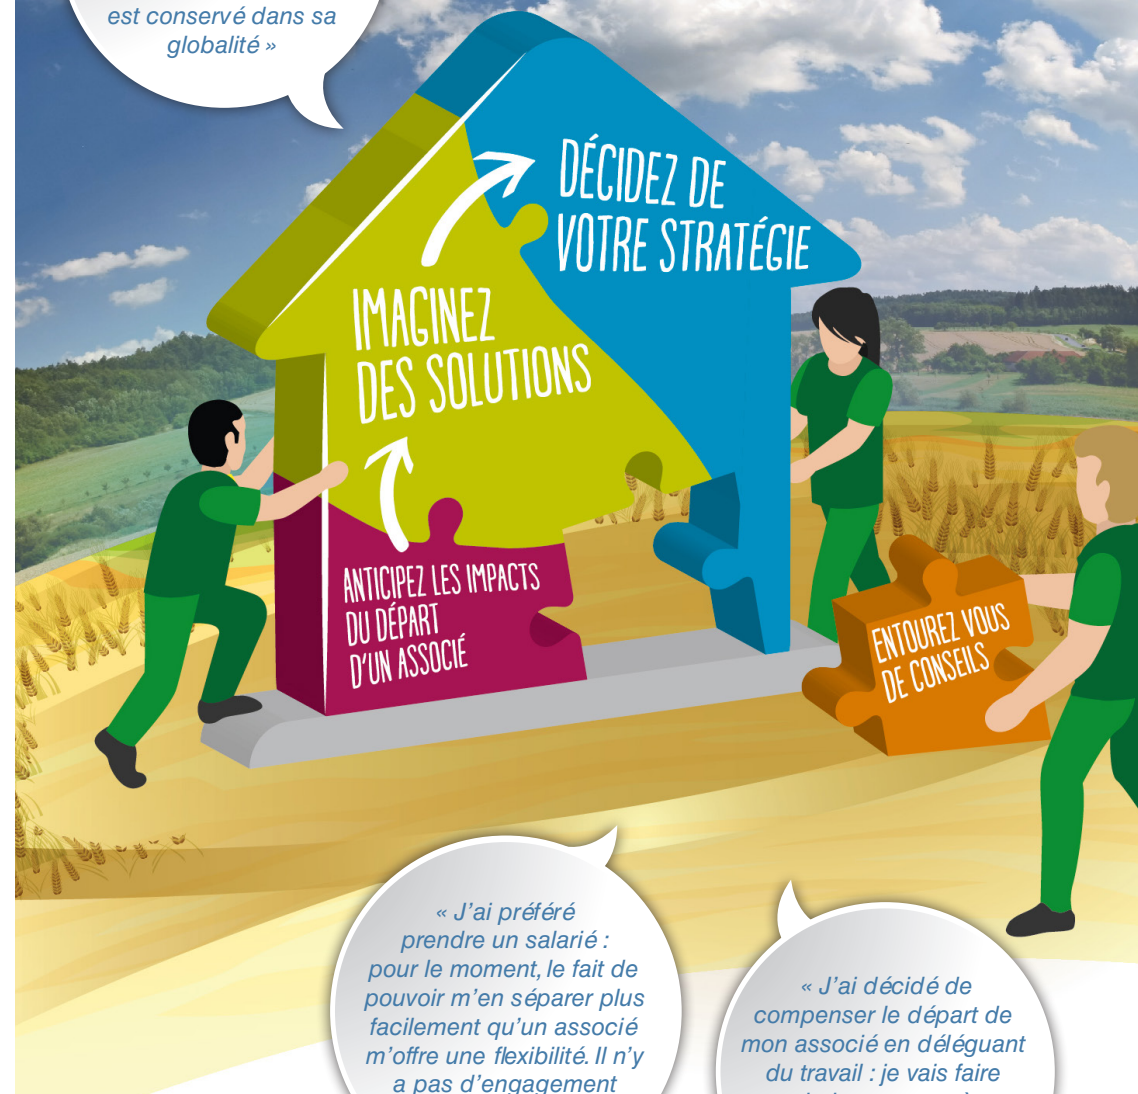 est conservé dans sa
globalité »
DÉCIDEZ DE
VOTRE STRATÉGIE
IMAGINEZ
DES SOLUTIONS
ANTICIPEZ LES IMPACTS
DU DÉPART
D'UN ASSOCIÉ
ENTOUREZ VOUS
DE CONSEILS
« J'ai préféré
prendre un salarié :
pour le moment, le fait de
pouvoir m'en séparer plus
facilement qu'un associé
m'offre une flexibilité. Il n'y
a pas d'engagement
« J'ai décidé de
compenser le départ de
mon associé en déléguant
du travail : je vais faire